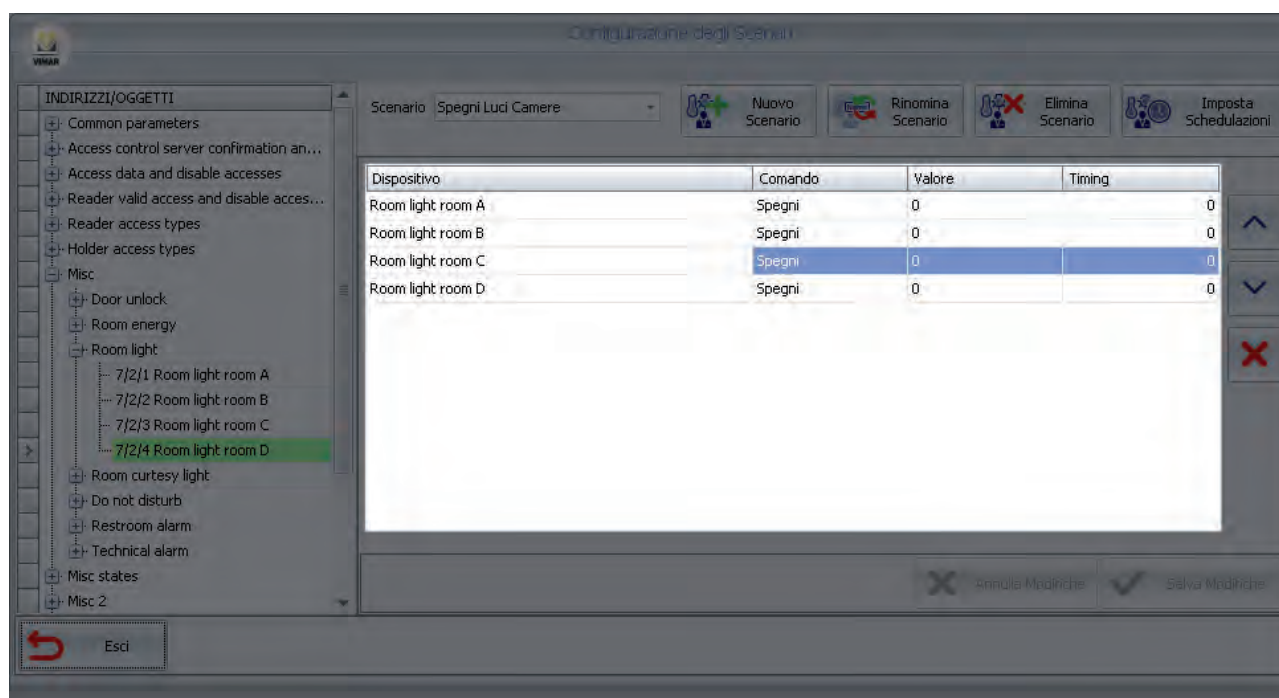 Configurazione degli Scenari
VIMAR
INDIRIZZI/OGGETTI
Common parameters
Access control server confirmation an...
Access data and disable accesses
Reader valid access and disable acces...
Reader access types
Holder access types
Misc
Door unlock
Room energy
Room light
7/2/1 Room light room A
7/2/2 Room light room B
7/2/3 Room light room C
7/2/4 Room light room D
Room curtesy light
Do not disturb
Restroom alarm
Technical alarm
Misc states
Misc 2
Scenario Spegni Luci Camere
Nuovo
Scenario
Rinomina
Scenario
Elimina
Scenario
Imposta
Schedulazioni
Dispositivo Comando Valore Timing
Room light room A Spegni 0 0
Room light room B Spegni 0 0
Room light room C Spegni 0 0
Room light room D Spegni 0 0
Annulla Modifiche Salva Modifiche
Esci